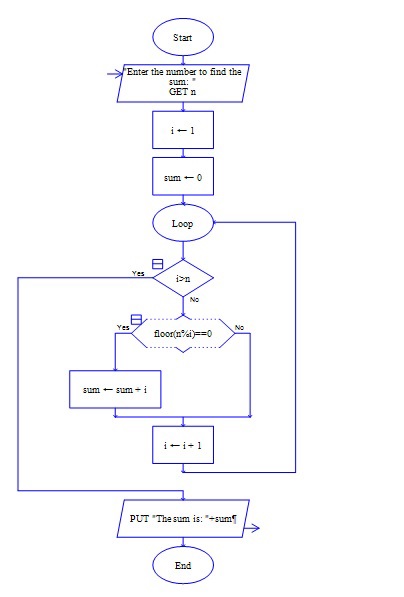 Start
"Enter the number to find the
sum: "
GET n
i ← 1
sum ← 0
Loop
Yes
i>n
No
Yes
floor(n%i)==0
No
sum ← sum + i
i ← i + 1
PUT "The sum is: "+sum¶
End